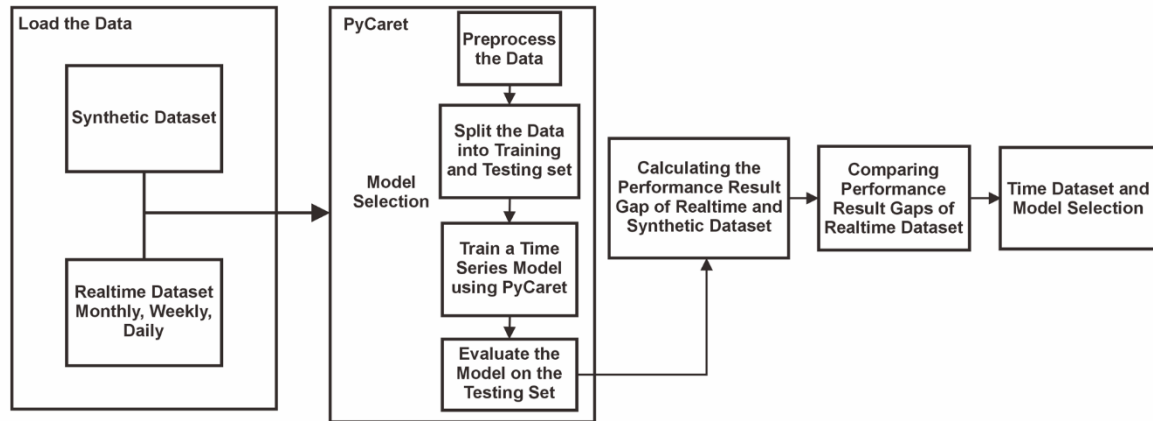 Load the Data
Synthetic Dataset
Realtime Dataset
Monthly, Weekly,
Daily
PyCaret
Model
Selection
Preprocess
the Data
Split the Data
into Training
and Testing set
Train a Time
Series Model
using PyCaret
Evaluate the
Model on the
Testing Set
Calculating the
Performance Result
Gap of Realtime and
Synthetic Dataset
Comparing
Performance
Result Gaps of
Realtime Dataset
Time Dataset and
Model Selection